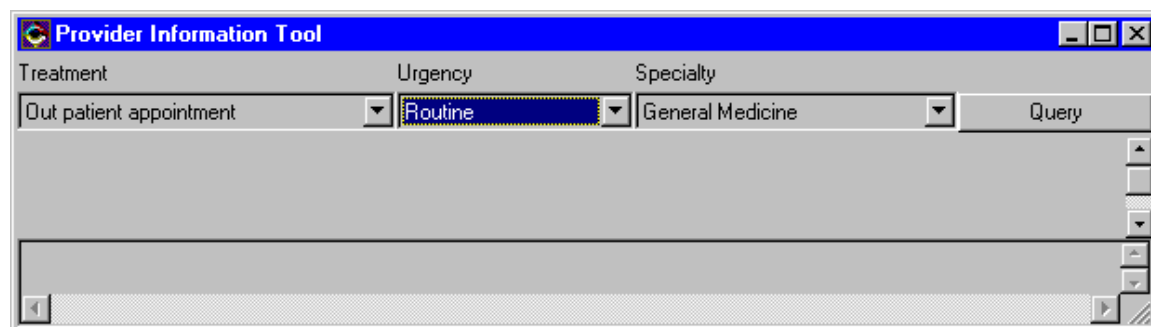 Provider Information Tool
Treatment Urgency Specialty
Out patient appointment Routine General Medicine Query